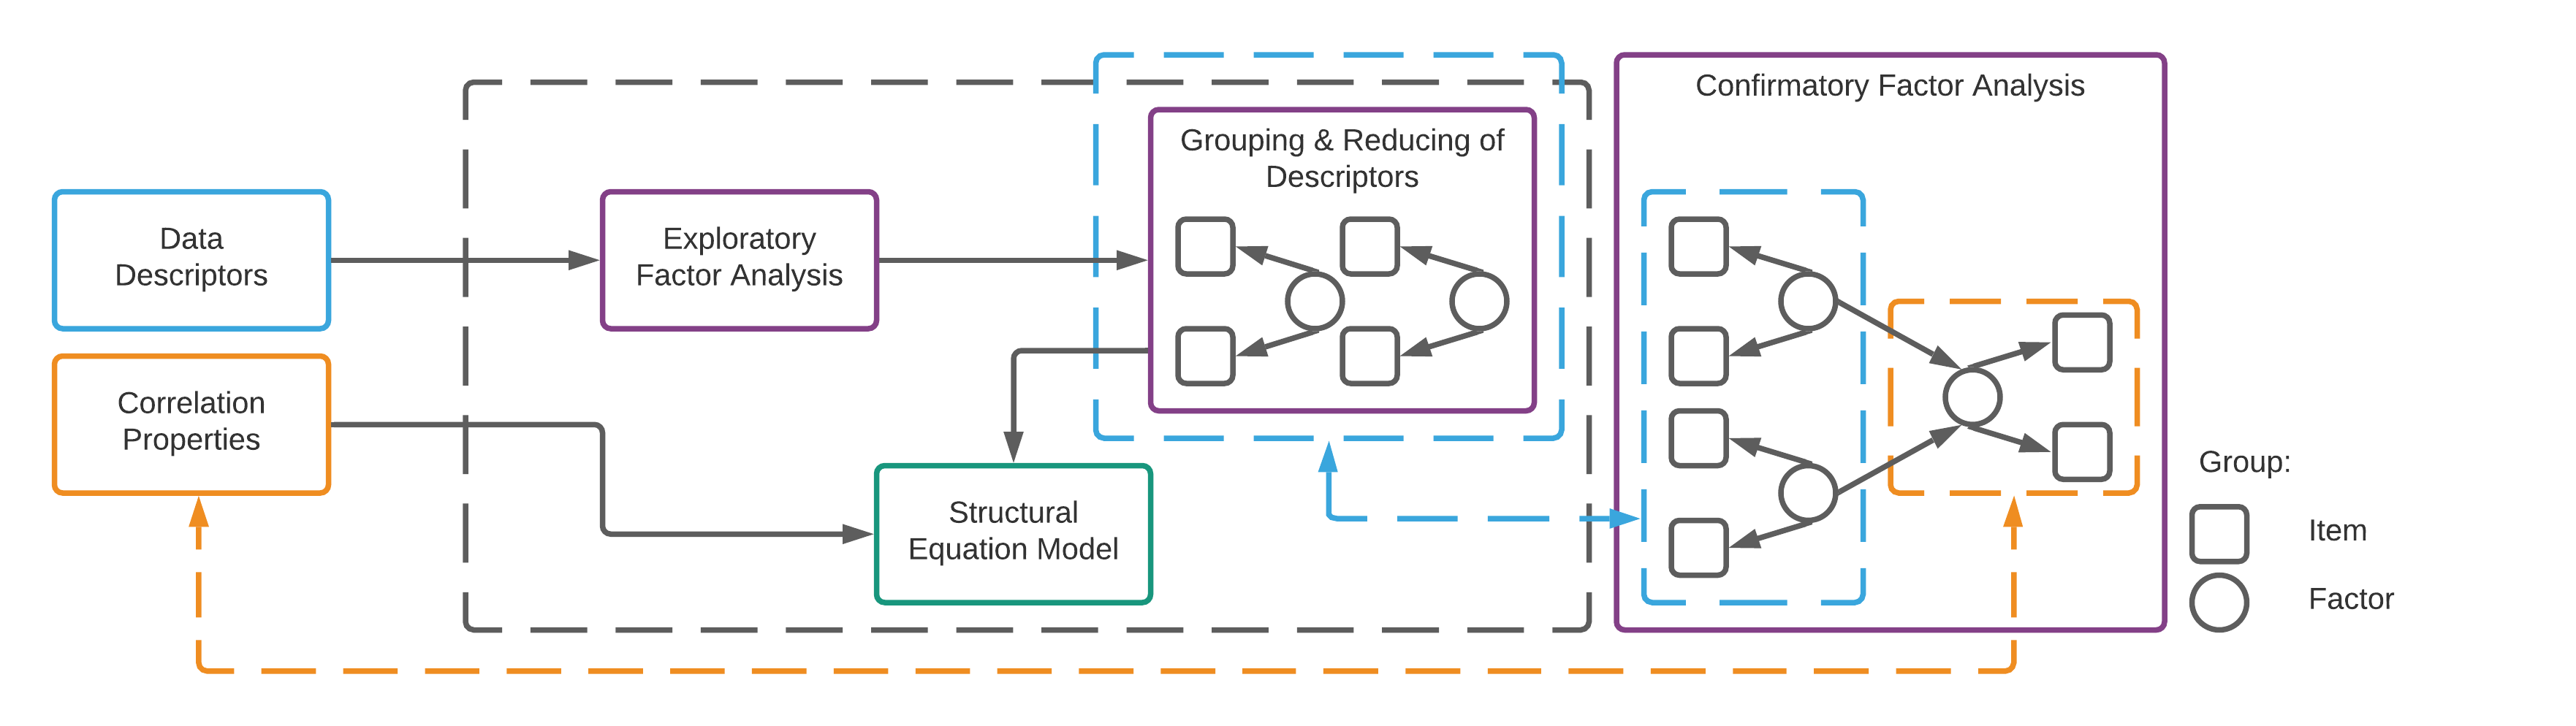 Data
Descriptors
Correlation
Properties
Exploratory
Factor Analysis
Structural
Equation Model
Grouping & Reducing of
Descriptors
Confirmatory Factor Analysis
Group:
Item
Factor